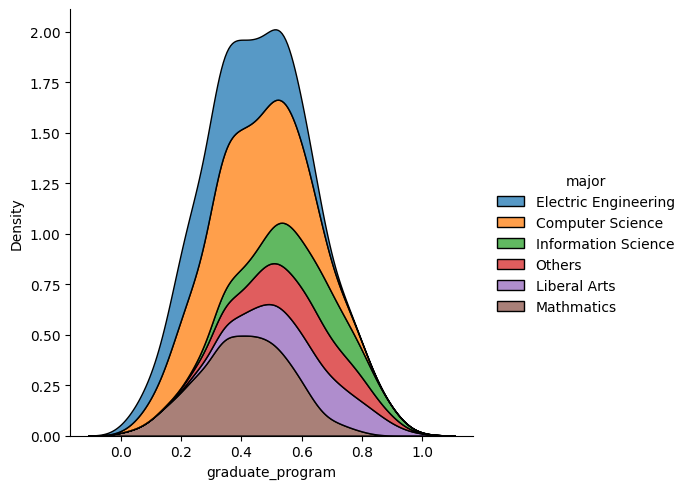 2.00
1.75
1.50
1.25
1.00
0.75
0.50
0.25
0.00
Density
0.0 0.2 0.4 0.6 0.8 1.0
graduate_program
major
Electric Engineering
Computer Science
Information Science
Others
Liberal Arts
Mathmatics